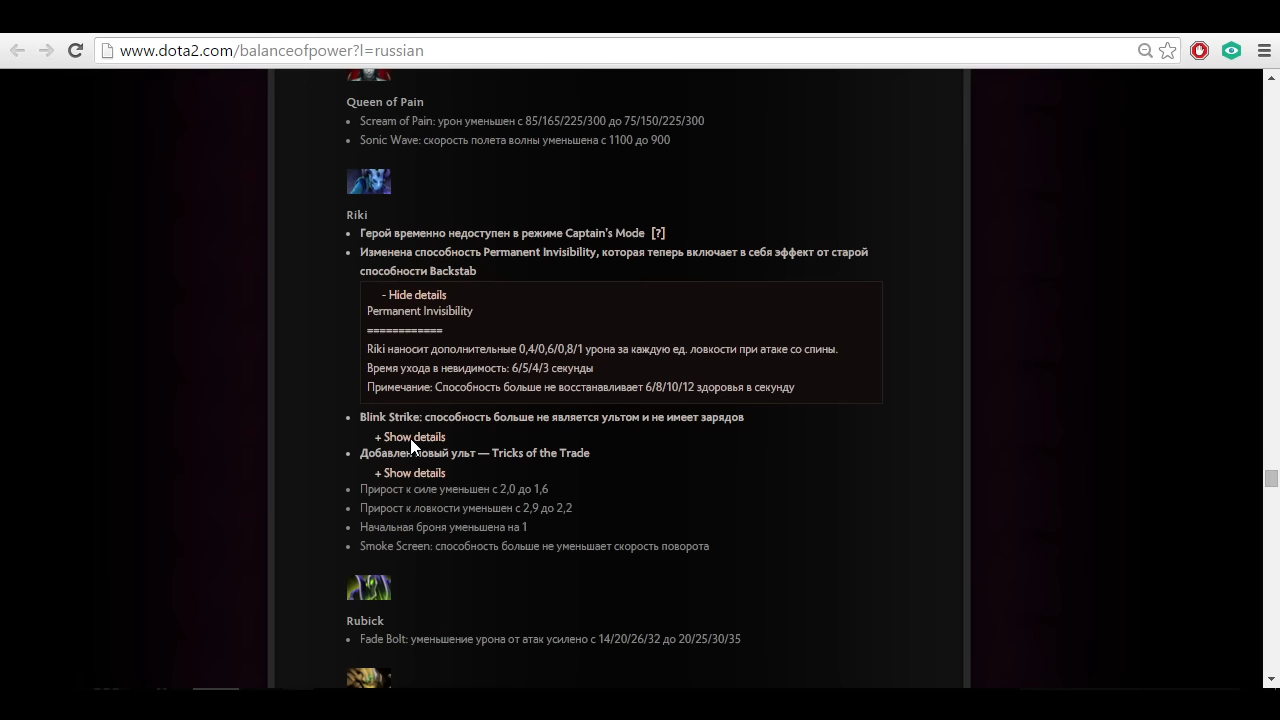 www.dota2.com/balanceofpower?l=russian
Queen of Pain
Scream of Pain: урон уменьшен с 85/165/225/300 до 75/150/225/300
Sonic Wave: скорость полета волны уменьшена с 1100 до 900
Riki
Герой временно недоступен в режиме Captain's Mode [?]
Изменена способность Permanent Invisibility, которая теперь включает в себя эффект от старой
способности Backstab
- Hide details
Permanent Invisibility
============
Riki наносит дополнительные 0,4/0,6/0,8/1 урона за каждую ед. ловкости при атаке со спины.
Время ухода в невидимость: 6/5/4/3 секунды
Примечание: Способность больше не восстанавливает 6/8/10/12 здоровья в секунду
Blink Strike: способность больше не является ультом и не имеет зарядов
+ Show details
Добавлен новый ульт — Tricks of the Trade
+ Show details
Прирост к силе уменьшен с 2,0 до 1,6
Прирост к ловкости уменьшен с 2,9 до 2,2
Начальная броня уменьшена на 1
Smoke Screen: способность больше не уменьшает скорость поворота
Rubick
Fade Bolt: уменьшение урона от атак усилено с 14/20/26/32 до 20/25/30/35